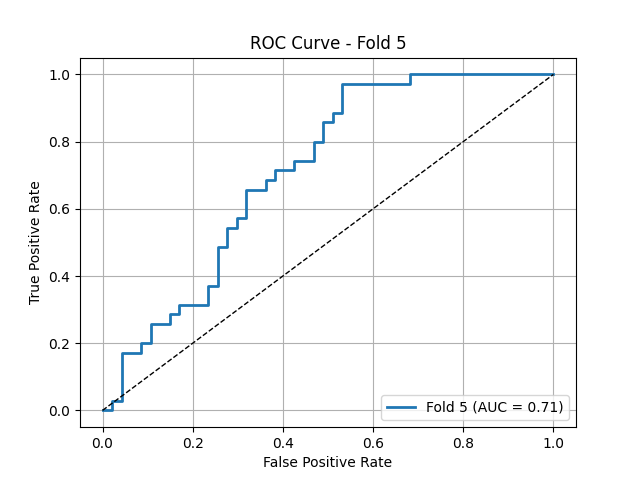 ROC Curve - Fold 5
True Positive Rate
1.0
0.8
0.6
0.4
0.2
0.0
Fold 5 (AUC = 0.71)
0.0 0.2 0.4 0.6 0.8 1.0
False Positive Rate